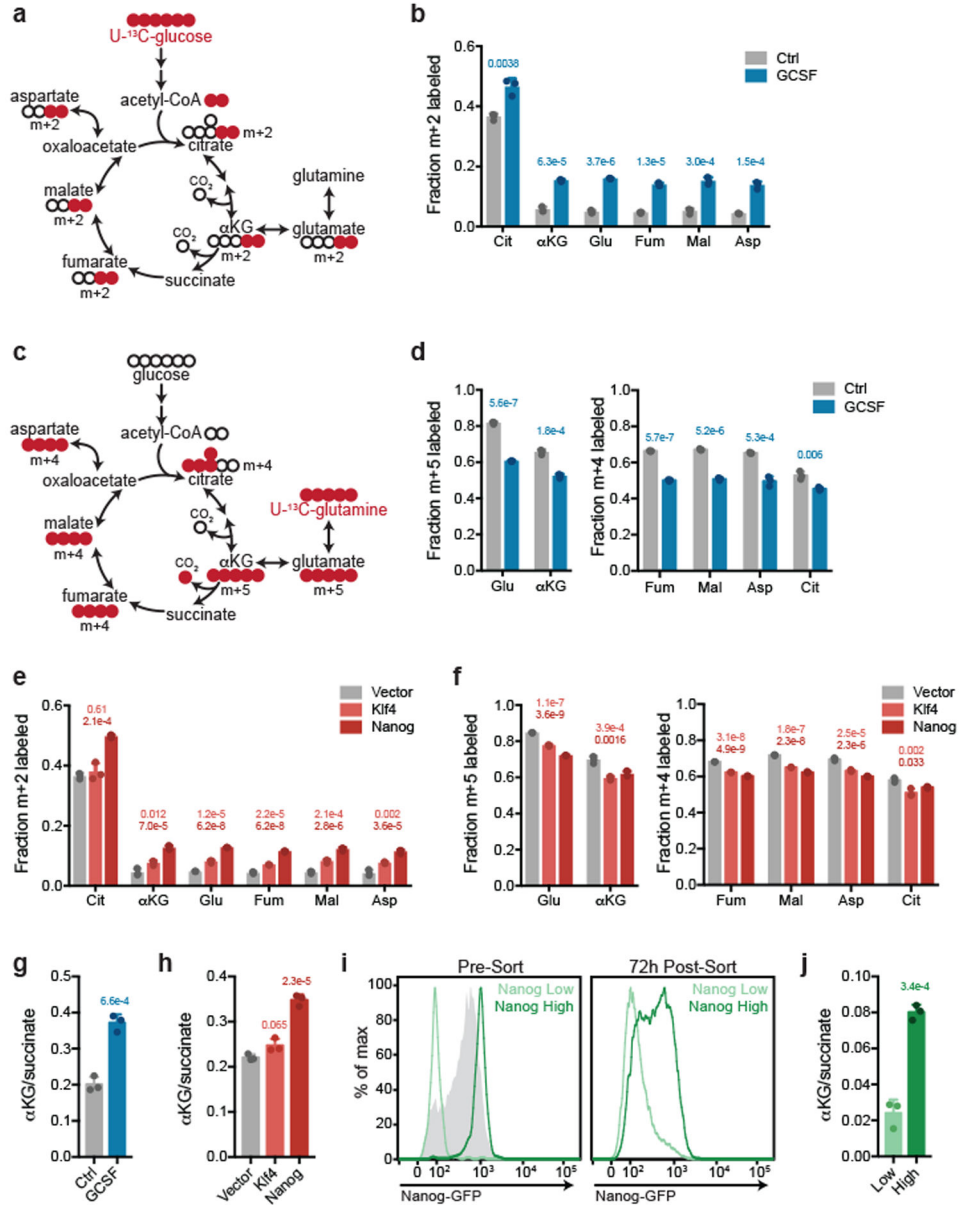 a
U-¹³C-glucose
acetyl-CoA
aspartate
m+2
oxaloacetate
citrate
m+2
CO₂
glutamine
malate
m+2
αKG
glutamate
m+2
m+2
CO₂
fumarate
m+2
succinate
b
Fraction m+2 labeled
0.6
0.4
0.2
0.0
Ctrl
GCSF
0.0038
6.3e-5
3.7e-6
1.3e-5
3.0e-4
1.5e-4
Cit
αKG
Glu
Fum
Mal
Asp
c
glucose
acetyl-CoA
aspartate
m+4
oxaloacetate
citrate
m+4
CO₂
U-¹³C-glutamine
malate
m+4
αKG
glutamate
m+5
m+5
CO₂
fumarate
m+4
succinate
d
Fraction m+5 labeled
1.0
0.8
0.6
0.4
0.2
0.0
5.6e-7
1.8e-4
Glu
αKG
Fraction m+4 labeled
1.0
0.8
0.6
0.4
0.2
0.0
Ctrl
GCSF
5.7e-7
5.2e-6
5.3e-4
0.006
Fum
Mal
Asp
Cit
e
Fraction m+2 labeled
0.6
0.4
0.2
0.0
Vector
Klf4
Nanog
0.61
2.1e-4
0.012
7.0e-5
1.2e-5
6.2e-8
2.2e-5
6.2e-8
2.1e-4
2.8e-6
0.002
3.6e-5
Cit
αKG
Glu
Fum
Mal
Asp
f
Fraction m+5 labeled
1.0
0.8
0.6
0.4
0.2
0.0
1.1e-7
3.6e-9
3.9e-4
0.0016
Glu
αKG
Fraction m+4 labeled
1.0
0.8
0.6
0.4
0.2
0.0
Vector
Klf4
Nanog
3.1e-8
4.9e-9
1.8e-7
2.3e-8
2.5e-5
2.3e-6
0.002
0.033
Fum
Mal
Asp
Cit
g
αKG/succinate
0.5
0.4
0.3
0.2
0.1
0.0
6.6e-4
Ctrl
GCSF
h
αKG/succinate
0.4
0.3
0.2
0.1
0.0
0.065
2.3e-5
Vector
Klf4
Nanog
i
Pre-Sort
72h Post-Sort
% of max
100
80
60
40
20
0
Nanog Low
Nanog High
Nanog Low
Nanog High
0 10² 10³ 10⁴ 10⁵
0 10² 10³ 10⁴ 10⁵
Nanog-GFP
Nanog-GFP
j
αKG/succinate
0.10
0.08
0.06
0.04
0.02
0.00
3.4e-4
Low
High